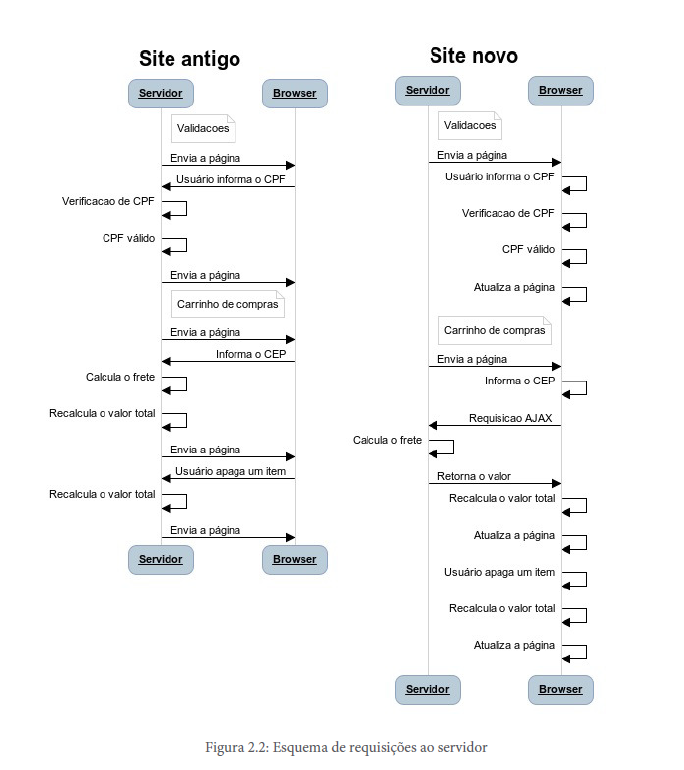 Site antigo
Servidor
Browser
Validacoes
Envia a página
Usuário informa o CPF
Verificacao de CPF
CPF válido
Envia a página
Carrinho de compras
Envia a página
Informa o CEP
Calcula o frete
Recalcula o valor total
Envia a página
Usuário apaga um item
Recalcula o valor total
Envia a página
Servidor
Browser
Site novo
Servidor
Browser
Validacoes
Envia a página
Usuário informa o CPF
Verificacao de CPF
CPF válido
Atualiza a página
Carrinho de compras
Envia a página
Informa o CEP
Requisicao AJAX
Calcula o frete
Retorna o valor
Recalcula o valor total
Atualiza a página
Usuário apaga um item
Recalcula o valor total
Atualiza a página
Servidor
Browser
Figura 2.2: Esquema de requisições ao servidor